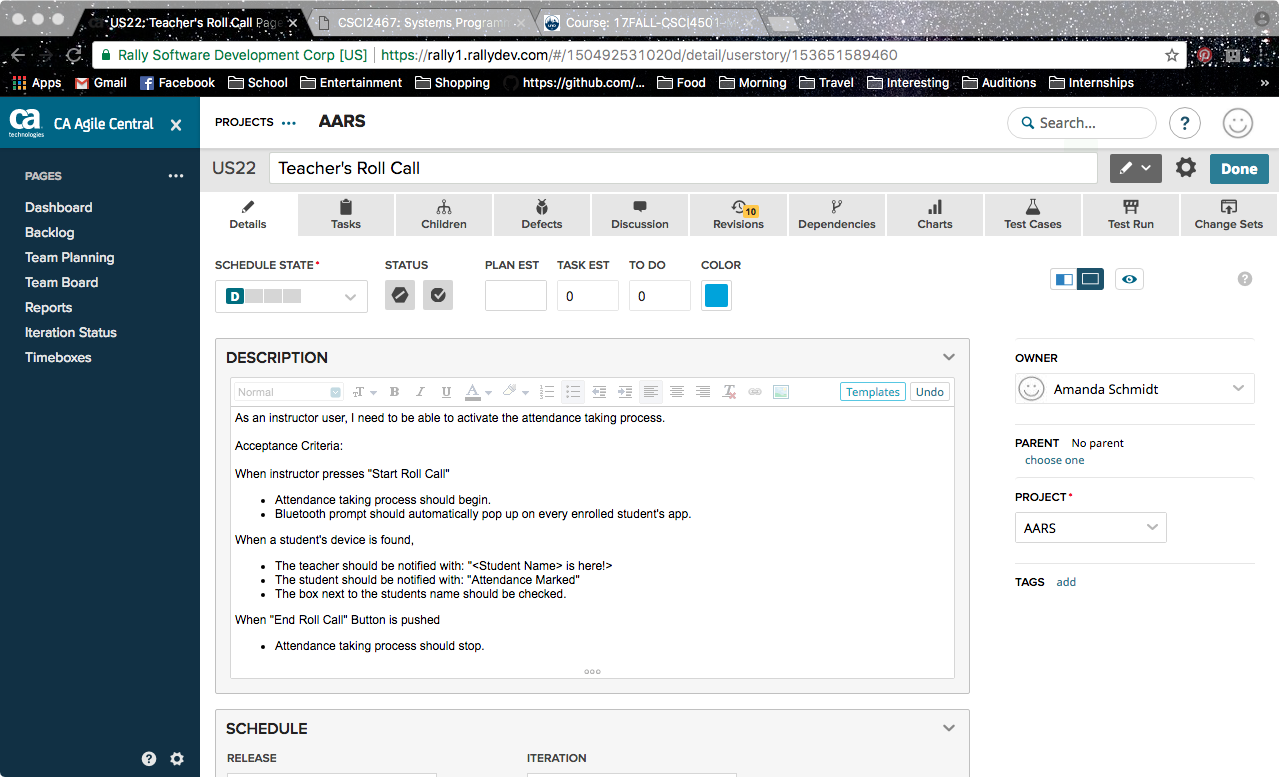 US22: Teacher's Roll Call Page
CSCI2467: Systems Programm
Course: 17FALL-CSCI4501-
Rally Software Development Corp [US] | https://rally1.rallydev.com/#/150492531020d/detail/userstory/153651589460
Apps Gmail Facebook School Entertainment Shopping https://github.com/... Food Morning Travel Interesting Auditions Internships »
ca technologies CA Agile Central PROJECTS ••• AARS Search... ?
US22 Teacher's Roll Call Done
PAGES •••
Dashboard
Backlog
Team Planning
Team Board
Reports
Iteration Status
Timeboxes
Details Tasks Children Defects Discussion Revisions 10 Dependencies Charts Test Cases Test Run Change Sets
SCHEDULE STATE* STATUS PLAN EST TASK EST TO DO COLOR
D 0 0
DESCRIPTION
Normal B I U A Templates Undo
As an instructor user, I need to be able to activate the attendance taking process.
Acceptance Criteria:
When instructor presses "Start Roll Call"
• Attendance taking process should begin.
• Bluetooth prompt should automatically pop up on every enrolled student's app.
When a student's device is found,
• The teacher should be notified with: "<Student Name> is here!>
• The student should be notified with: "Attendance Marked"
• The box next to the students name should be checked.
When "End Roll Call" Button is pushed
• Attendance taking process should stop.
OWNER
Amanda Schmidt
PARENT No parent
choose one
PROJECT*
AARS
TAGS add
SCHEDULE
RELEASE ITERATION